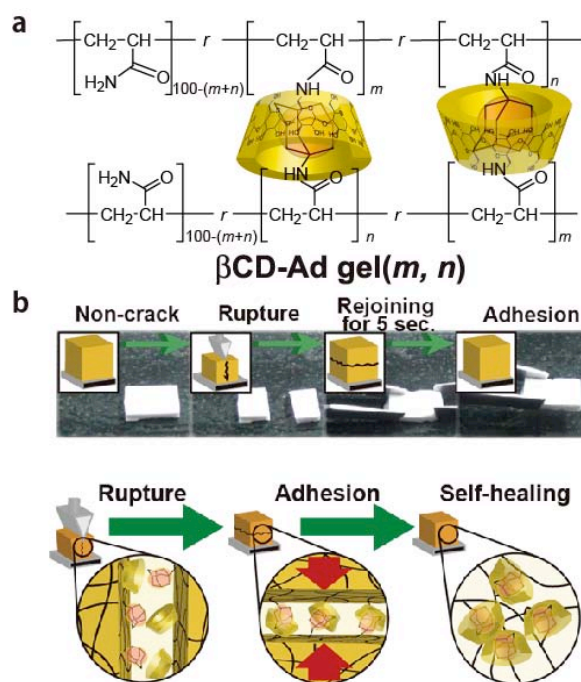 a
CH₂-CH r CH₂-CH r CH₂-CH
H₂N O 100-(m+n) O m O n
NH NH
HN HN
H₂N O O O
CH₂-CH 100-(m+n) r CH₂-CH n r CH₂-CH m
βCD-Ad gel(m, n)
b
Non-crack Rupture Rejoining for 5 sec. Adhesion
Rupture Adhesion Self-healing